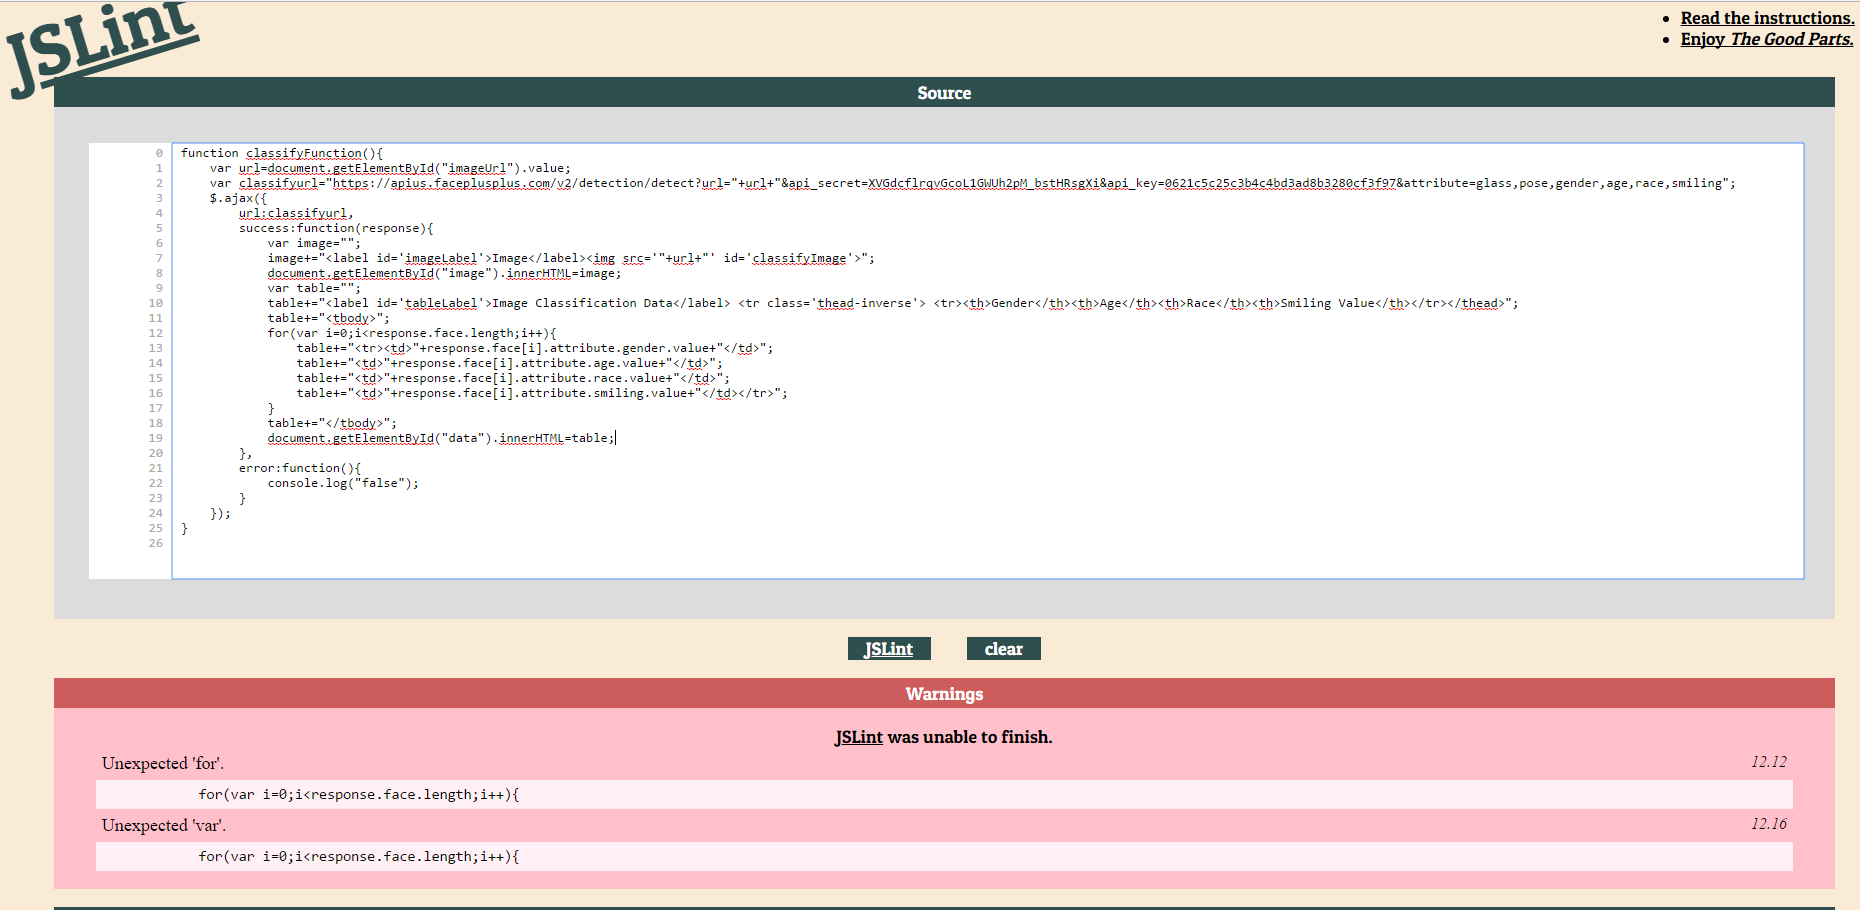 JSLint
Read the instructions.
Enjoy The Good Parts.
Source
0 function classifyFunction(){
1     var url=document.getElementById("imageUrl").value;
2     var classifyurl="https://apius.faceplusplus.com/v2/detection/detect?url="+url+"&api_secret=XVGdcflrqvGcoL1GWUh2pM_bstHRsgXi&api_key=0621c5c25c3b4c4bd3ad8b3280cf3f97&attribute=glass,pose,gender,age,race,smiling";
3     $.ajax({
4         url:classifyurl,
5         success:function(response){
6             var image="";
7             image+="<label id='imageLabel'>Image</label><img src='"+url+"' id='classifyImage'>";
8             document.getElementById("image").innerHTML=image;
9             var table="";
10             table+="<label id='tableLabel'>Image Classification Data</label> <tr class='thead-inverse'> <tr><th>Gender</th><th>Age</th><th>Race</th><th>Smiling Value</th></tr></thead>";
11             table+="<tbody>";
12             for(var i=0;i<response.face.length;i++){
13                 table+="<tr><td>"+response.face[i].attribute.gender.value+"</td>";
14                 table+="<td>"+response.face[i].attribute.age.value+"</td>";
15                 table+="<td>"+response.face[i].attribute.race.value+"</td>";
16                 table+="<td>"+response.face[i].attribute.smiling.value+"</td></tr>";
17             }
18             table+="</tbody>";
19             document.getElementById("data").innerHTML=table;
20         },
21         error:function(){
22             console.log("false");
23         }
24     });
25 }
26
JSLint clear
Warnings
JSLint was unable to finish.
Unexpected 'for'. 12.12
for(var i=0;i<response.face.length;i++){
Unexpected 'var'. 12.16
for(var i=0;i<response.face.length;i++){